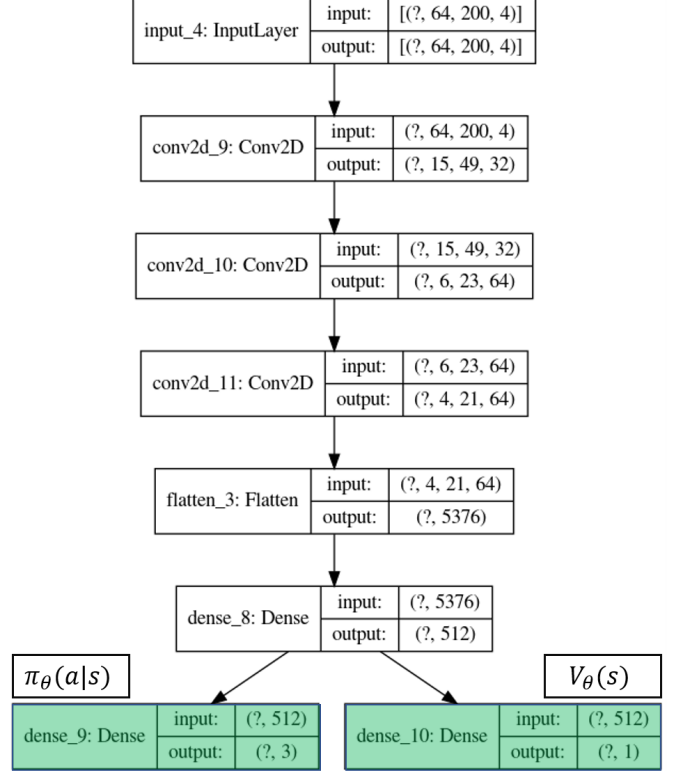 input_4: InputLayer
input: [(?, 64, 200, 4)]
output: [(?, 64, 200, 4)]
conv2d_9: Conv2D
input: (?, 64, 200, 4)
output: (?, 15, 49, 32)
conv2d_10: Conv2D
input: (?, 15, 49, 32)
output: (?, 6, 23, 64)
conv2d_11: Conv2D
input: (?, 6, 23, 64)
output: (?, 4, 21, 64)
flatten_3: Flatten
input: (?, 4, 21, 64)
output: (?, 5376)
dense_8: Dense
input: (?, 5376)
output: (?, 512)
π_θ(a|s)
V_θ(s)
dense_9: Dense
input: (?, 512)
output: (?, 3)
dense_10: Dense
input: (?, 512)
output: (?, 1)